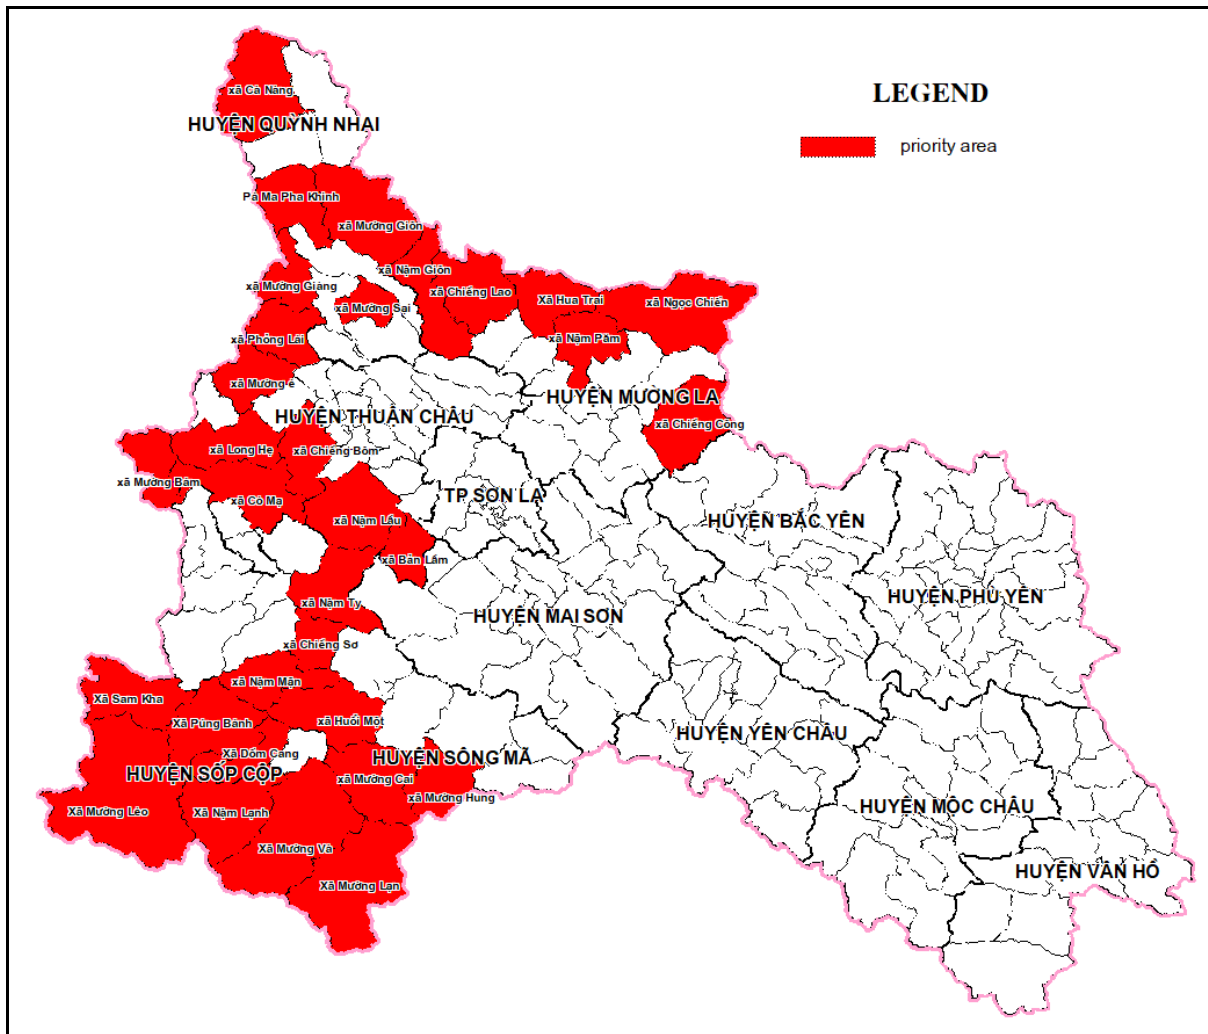 LEGEND
priority area
xã Cà Nàng
HUYỆN QUỲNH NHAI
Pá Ma Pha Khinh
xã Mường Giôn
xã Nậm Giôn
xã Mường Giàng
xã Chiềng Lao
Xã Hua Trai
xã Ngọc Chiến
xã Mường Sại
xã Phổng Lái
xã Nậm Păm
xã Mường é
HUYỆN MƯỜNG LA
HUYỆN THUẬN CHÂU
xã Chiềng Công
xã Long Hẹ
xã Chiềng Bôm
xã Mường Bám
TP SƠN LA
xã Cò Mạ
xã Nậm Lầu
HUYỆN BẮC YÊN
xã Bản Lầm
HUYỆN PHÙ YÊN
xã Nậm Ty
HUYỆN MAI SƠN
xã Chiềng Sơ
xã Nậm Mằn
Xã Sam Kha
Xã Púng Bánh
xã Huổi Một
HUYỆN YÊN CHÂU
Xã Dồm Cang
HUYỆN SÔNG MÃ
HUYỆN SỐP CỘP
xã Mường Cai
xã Mường Hung
HUYỆN MỘC CHÂU
Xã Mường Lèo
Xã Nậm Lạnh
Xã Mường Và
HUYỆN VÂN HỒ
Xã Mường Lạn